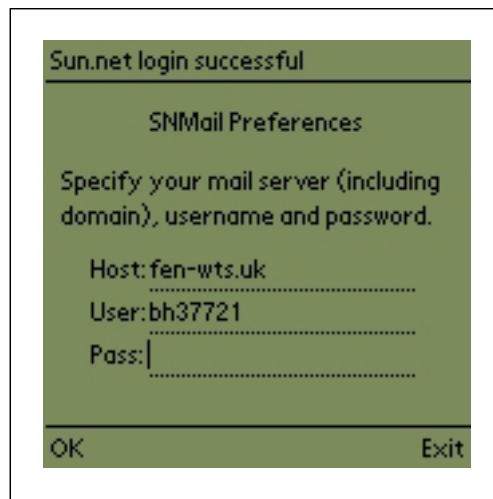 Sun.net login successful
SNMail Preferences
Specify your mail server (including
domain), username and password.
Host: fen-wts.uk
User: bh37721
Pass:
OK Exit